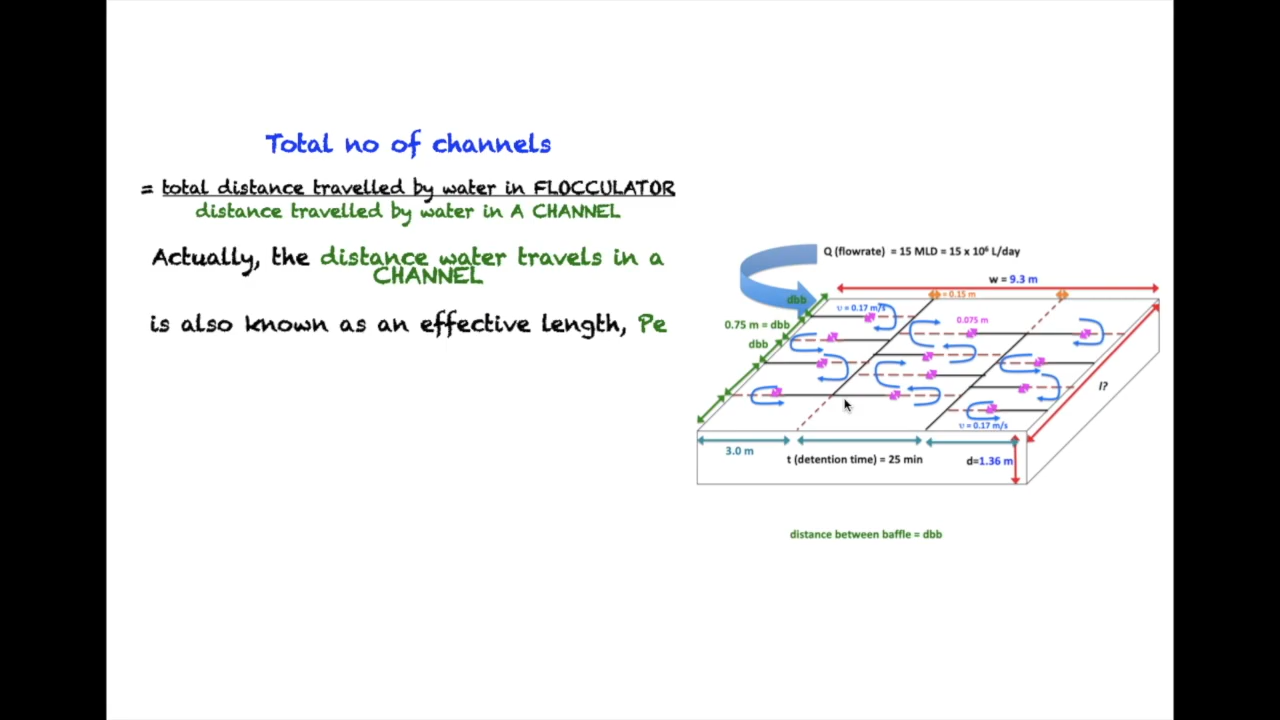 Total no of channels
= total distance travelled by water in FLOCCULATOR
distance travelled by water in A CHANNEL
Actually, the distance water travels in a
CHANNEL
is also known as an effective length, Pe
Q (flowrate) = 15 MLD = 15 x 10⁶ L/day
w = 9.3 m
dbb
= 0.15 m
υ = 0.17 m/s
0.75 m = dbb
0.075 m
dbb
l?
υ = 0.17 m/s
3.0 m
t (detention time) = 25 min
d=1.36 m
distance between baffle = dbb